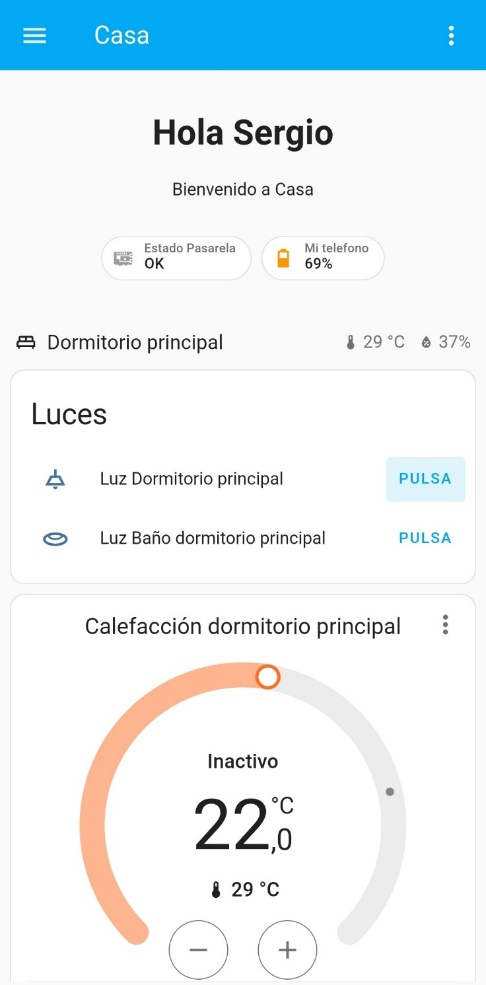 Casa
Hola Sergio
Bienvenido a Casa
Estado Pasarela
OK
Mi telefono
69%
Dormitorio principal 29 °C 37%
Luces
Luz Dormitorio principal PULSA
Luz Baño dormitorio principal PULSA
Calefacción dormitorio principal
Inactivo
22,0 °C
29 °C